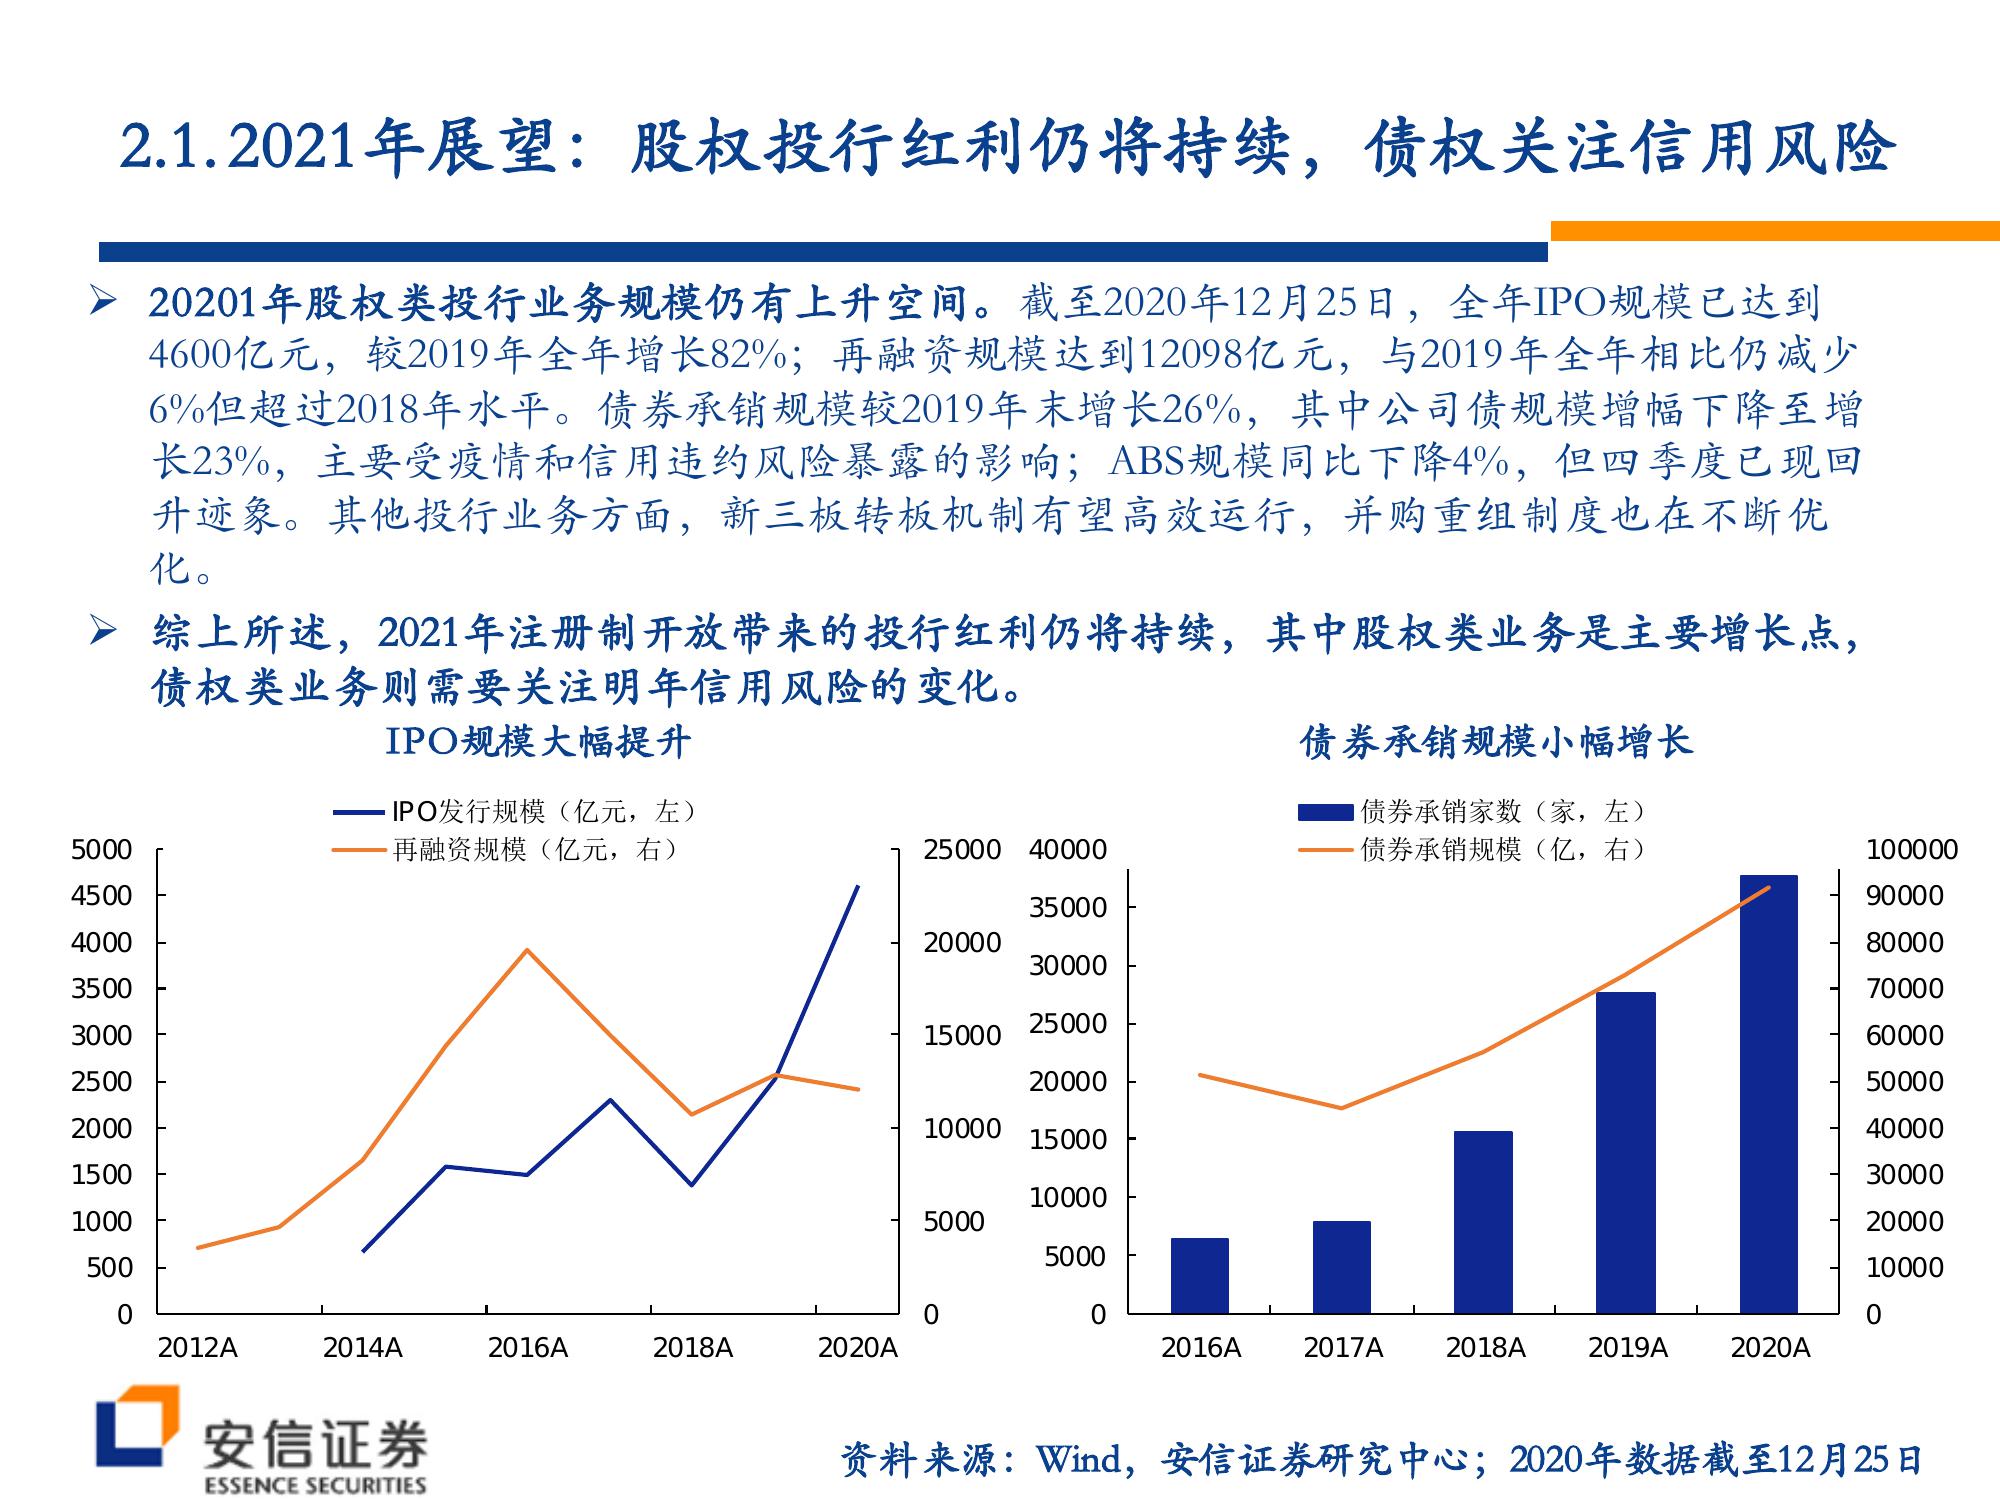 2.1. 2021年展望：股权投行红利仍将持续，债权关注信用风险
➢ 20201年股权类投行业务规模仍有上升空间。截至2020年12月25日，全年IPO规模已达到
4600亿元，较2019年全年增长82%；再融资规模达到12098亿元，与2019年全年相比仍减少
6%但超过2018年水平。债券承销规模较2019年末增长26%，其中公司债规模增幅下降至增
长23%，主要受疫情和信用违约风险暴露的影响；ABS规模同比下降4%，但四季度已现回
升迹象。其他投行业务方面，新三板转板机制有望高效运行，并购重组制度也在不断优
化。
➢ 综上所述，2021年注册制开放带来的投行红利仍将持续，其中股权类业务是主要增长点，
债权类业务则需要关注明年信用风险的变化。
IPO规模大幅提升
IPO发行规模（亿元，左）
再融资规模（亿元，右）
5000
4500
4000
3500
3000
2500
2000
1500
1000
500
0
25000
20000
15000
10000
5000
0
2012A 2014A 2016A 2018A 2020A
债券承销规模小幅增长
债券承销家数（家，左）
债券承销规模（亿，右）
40000
35000
30000
25000
20000
15000
10000
5000
0
100000
90000
80000
70000
60000
50000
40000
30000
20000
10000
0
2016A 2017A 2018A 2019A 2020A
安信证券
ESSENCE SECURITIES
资料来源：Wind，安信证券研究中心；2020年数据截至12月25日